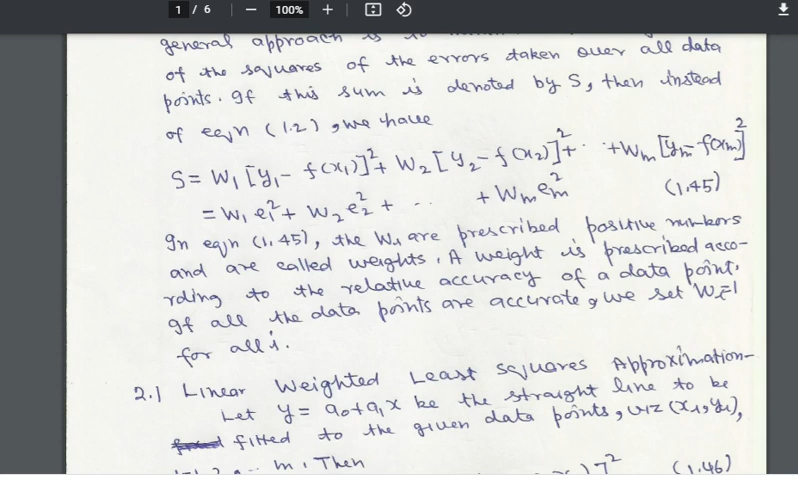 1 / 6 — 100% +
general approach is to
of the squares of the errors taken over all data
points. If this sum is denoted by S, then instead
of eqn (1.2), we have
S = W₁ [y₁ - f(x₁)]² + W₂ [y₂ - f(x₂)]² + . . + Wₘ [yₘ - f(xₘ)]²
= W₁ e₁² + W₂ e₂² + .. + Wₘ eₘ² (1.45)
In eqn (1.45), the Wᵢ are prescribed positive numbers
and are called weights. A weight is prescribed acco-
rding to the relative accuracy of a data point.
If all the data points are accurate, we set Wᵢ=1
for all i.
2.1 Linear Weighted Least squares Approximation-
Let y = a₀+a₁x be the straight line to be
fitted to the given data points, viz (xᵢ, yᵢ),
m. Then
(1.46)